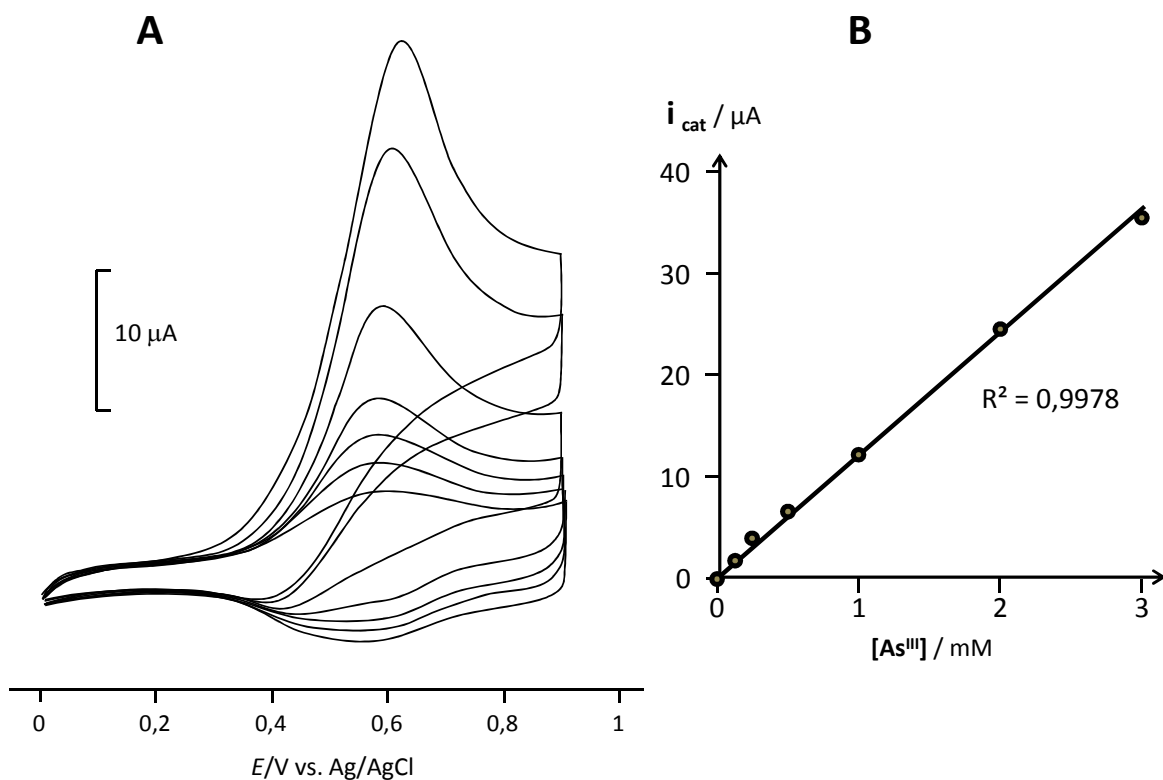 A
10 μA
0 0,2 0,4 0,6 0,8 1
E/V vs. Ag/AgCl
B
i cat / μA
40
30
20
10
0
R² = 0,9978
0 1 2 3
[Asᴵᴵᴵ] / mM